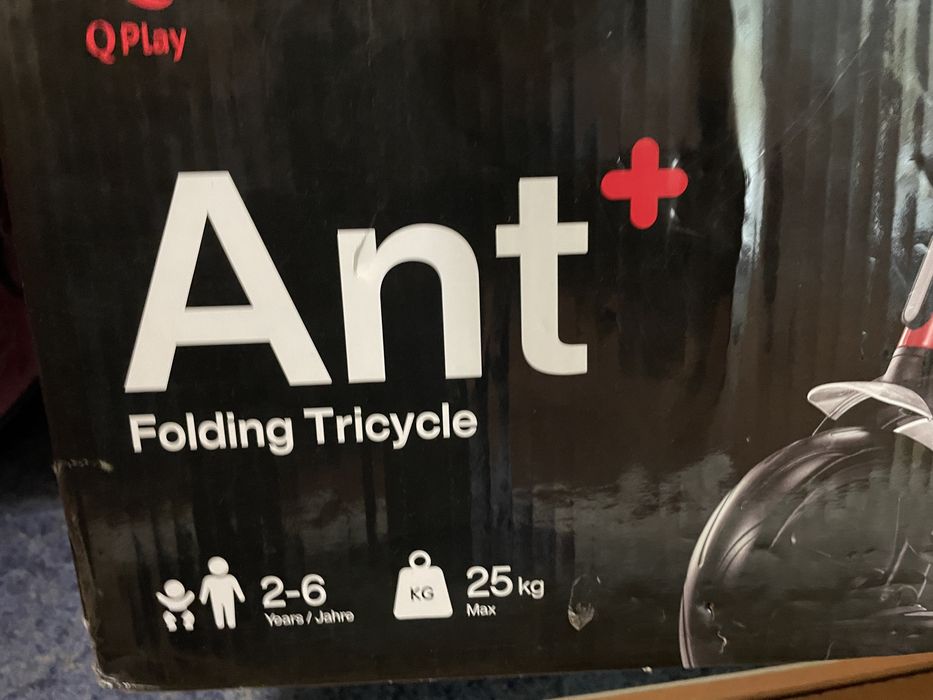 Q Play
Ant+
Folding Tricycle
2-6
Years / Jahre
KG
25 kg
Max